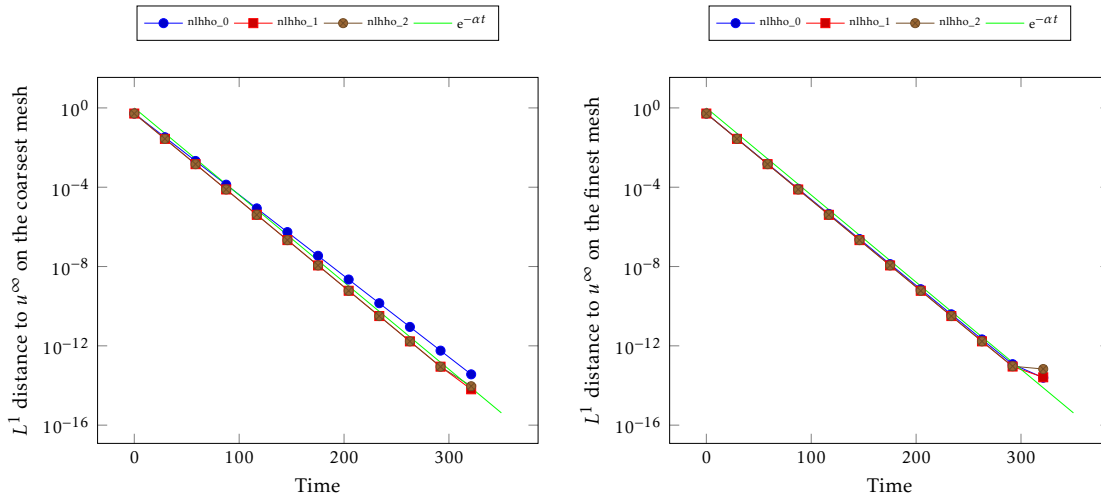 nlhho_0 nlhho_1 nlhho_2 e^{−αt}
10^0
10^{−4}
10^{−8}
10^{−12}
10^{−16}
L^1 distance to u^∞ on the coarsest mesh
0 100 200 300
Time
nlhho_0 nlhho_1 nlhho_2 e^{−αt}
10^0
10^{−4}
10^{−8}
10^{−12}
10^{−16}
L^1 distance to u^∞ on the finest mesh
0 100 200 300
Time